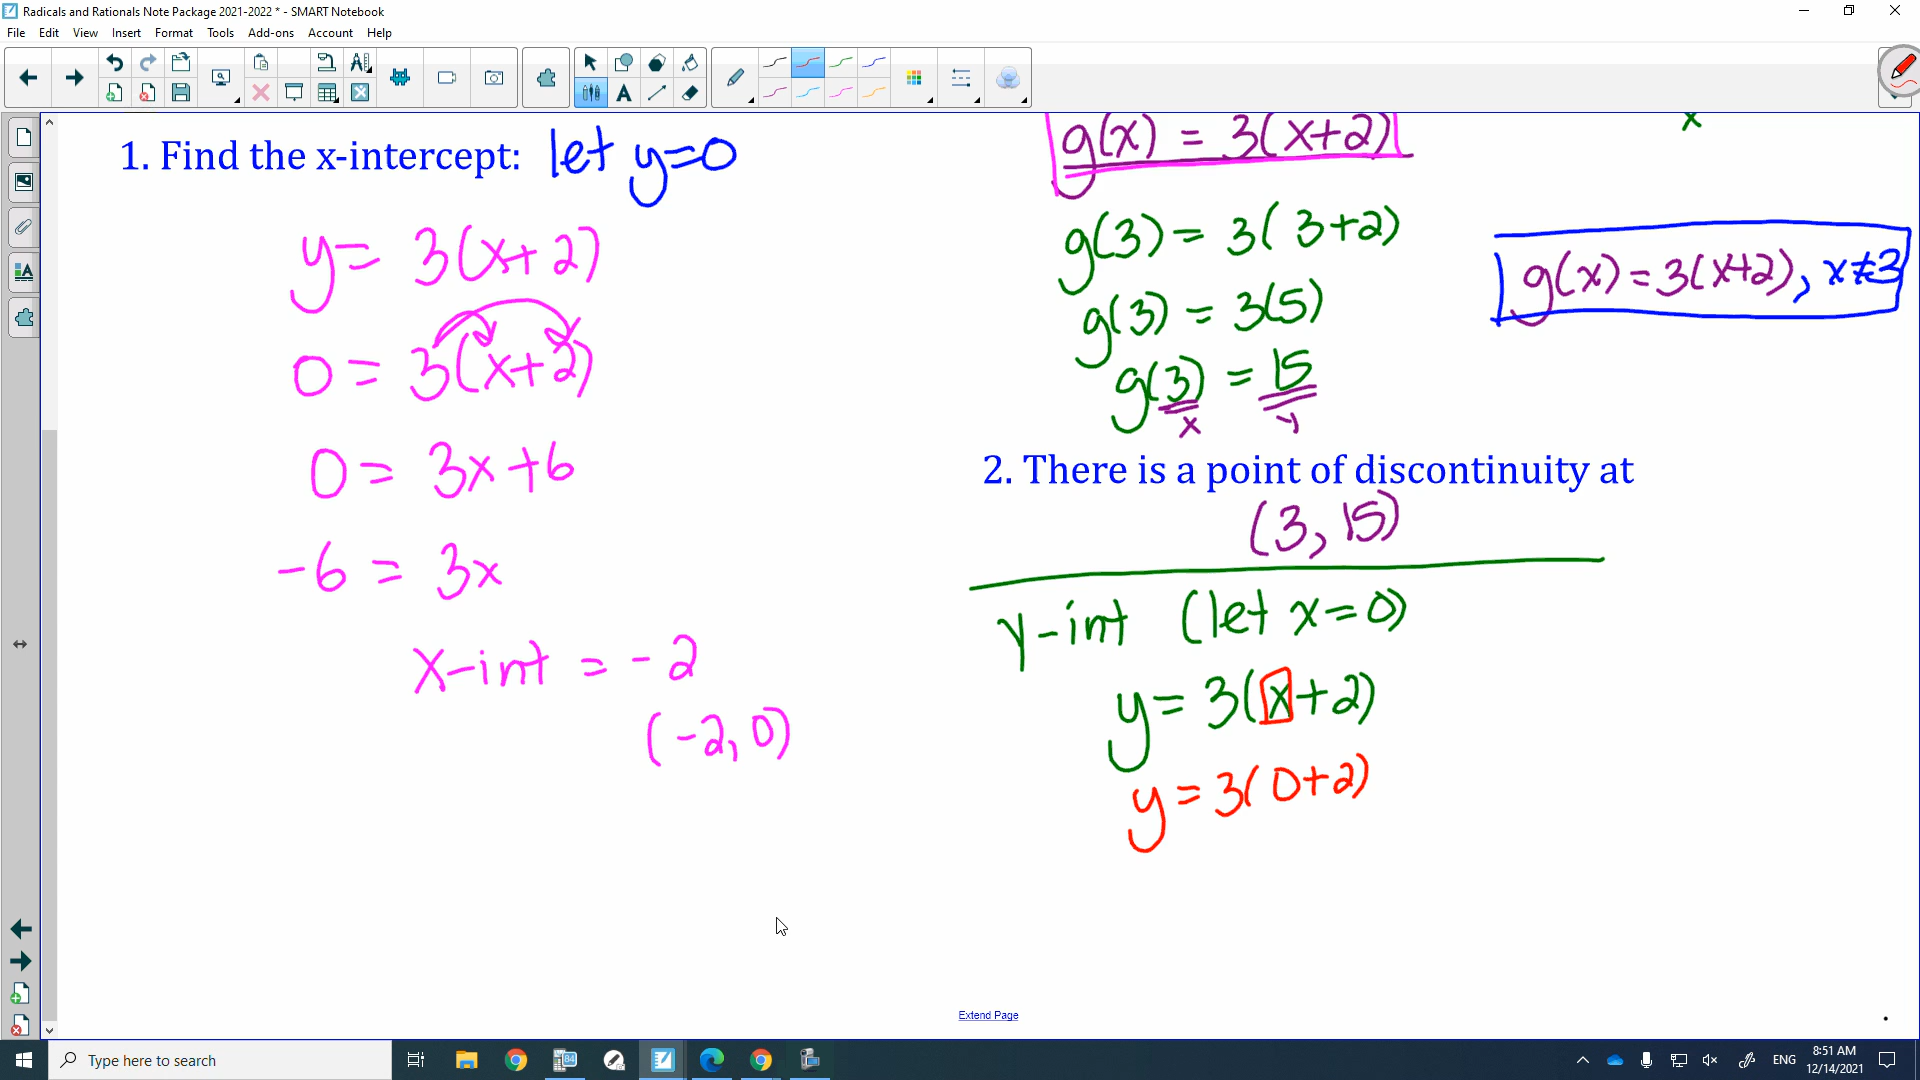 Radicals and Rationals Note Package 2021-2022 * - SMART Notebook
File Edit View Insert Format Tools Add-ons Account Help
1. Find the x-intercept: let y=0
y = 3(x+2)
0 = 3(x+2)
0 = 3x+6
-6 = 3x
x-int = -2
(-2, 0)
x
g(x) = 3(x+2)
g(3) = 3(3+2)
g(3) = 3(5)
g(3) = 15
x y
g(x) = 3(x+2), x≠3
2. There is a point of discontinuity at
(3, 15)
y-int (let x=0)
y = 3(x+2)
y = 3(0+2)
Extend Page
Type here to search
84
ENG
8:51 AM
12/14/2021